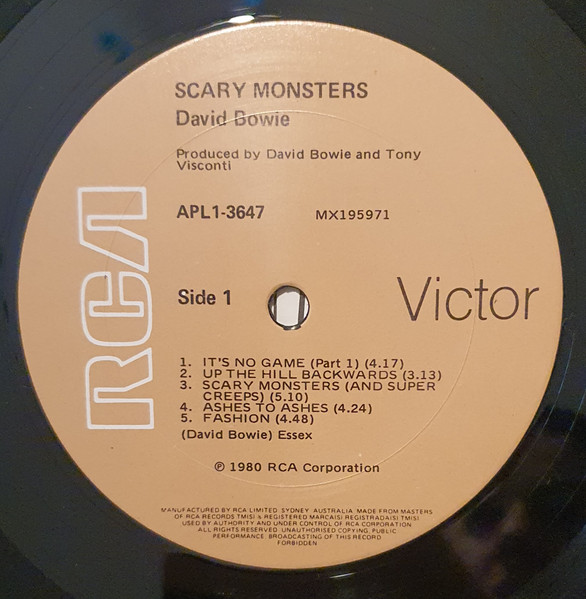 SCARY MONSTERS
David Bowie
Produced by David Bowie and Tony
Visconti
APL1-3647 MX195971
RCA
Side 1
Victor
1. IT'S NO GAME (Part 1) (4.17)
2. UP THE HILL BACKWARDS (3.13)
3. SCARY MONSTERS (AND SUPER
CREEPS) (5.10)
4. ASHES TO ASHES (4.24)
5. FASHION (4.48)
(David Bowie) Essex
℗ 1980 RCA Corporation
MANUFACTURED BY RCA LIMITED, SYDNEY, AUSTRALIA, MADE FROM MASTERS
OF RCA RECORDS TM(S) ® REGISTERED MARCA(S) REGISTRADA(S) TM(S)
USED BY AUTHORITY AND UNDER CONTROL OF RCA CORPORATION
ALL RIGHTS RESERVED. UNAUTHORISED COPYING, PUBLIC
PERFORMANCE, BROADCASTING OF THIS RECORD
FORBIDDEN